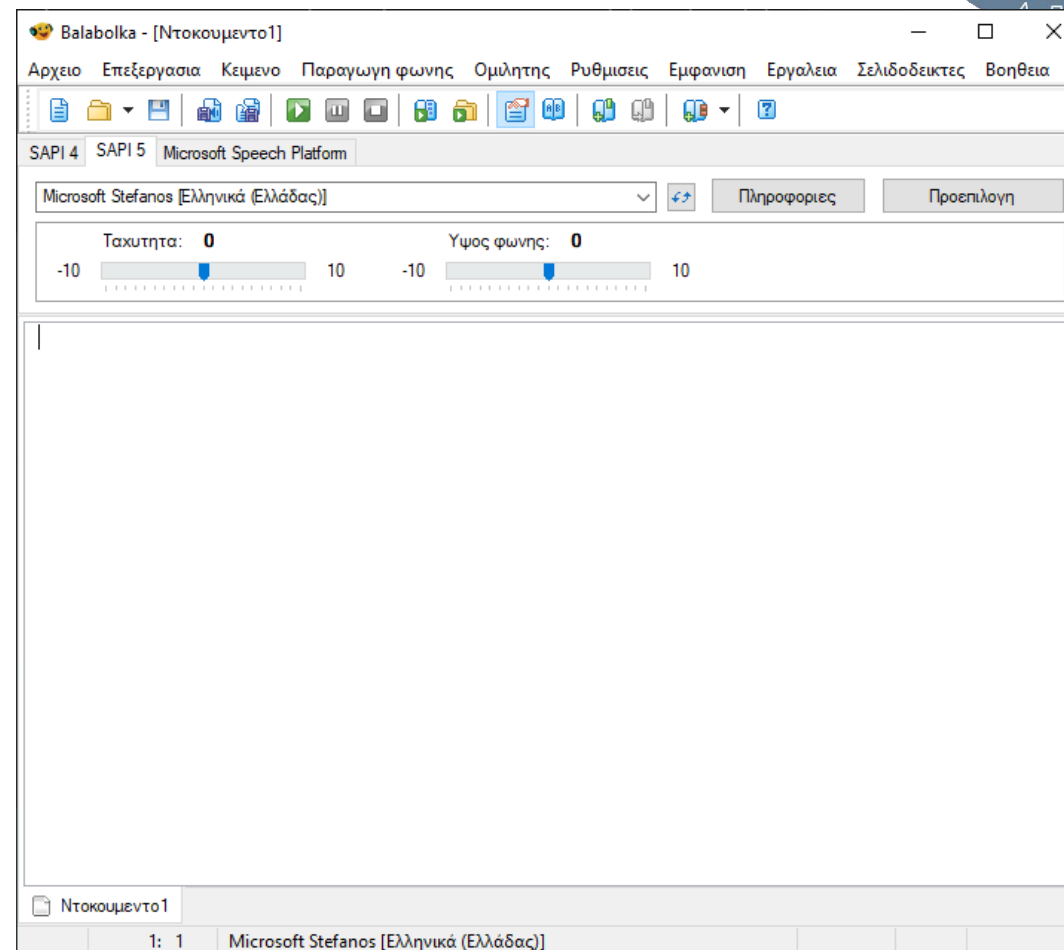 Balabolka - [Ντοκουμεντο1]
Αρχειο Επεξεργασια Κειμενο Παραγωγη φωνης Ομιλητης Ρυθμισεις Εμφανιση Εργαλεια Σελιδοδεικτες Βοηθεια
SAPI 4 SAPI 5 Microsoft Speech Platform
Microsoft Stefanos [Ελληνικά (Ελλάδας)] Πληροφοριες Προεπιλογη
Ταχυτητα: 0 Υψος φωνης: 0
-10 10 -10 10
Ντοκουμεντο1
1: 1 Microsoft Stefanos [Ελληνικά (Ελλάδας)]